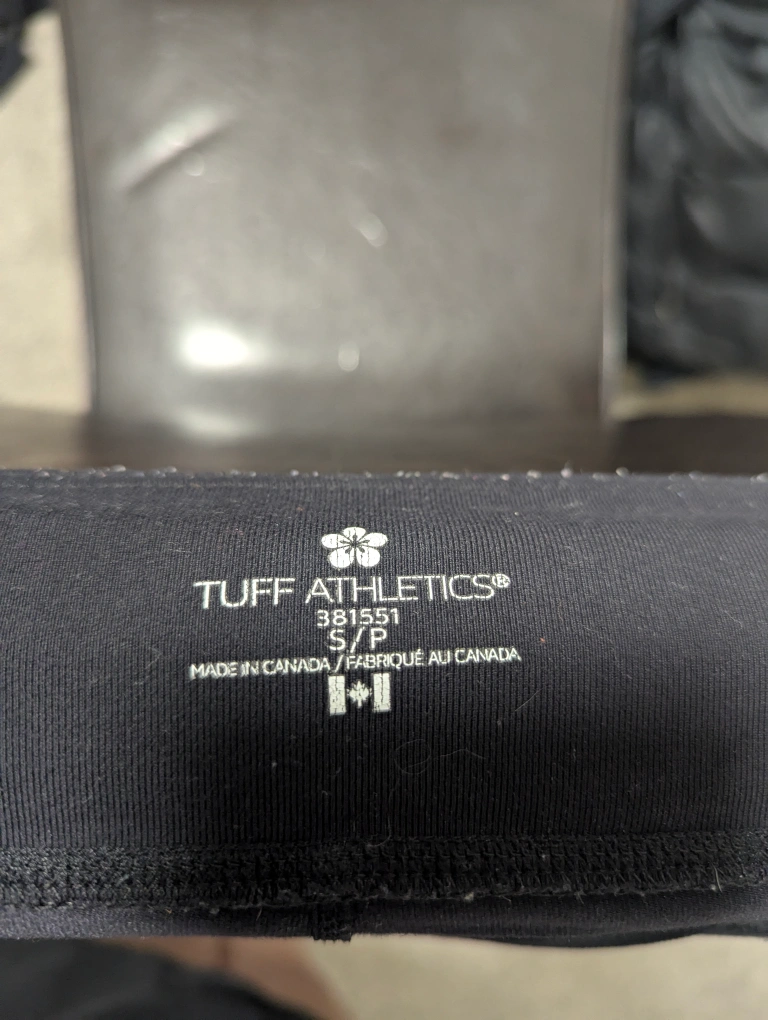 TUFF ATHLETICS®
381551
S/P
MADE IN CANADA / FABRIQUÉ AU CANADA